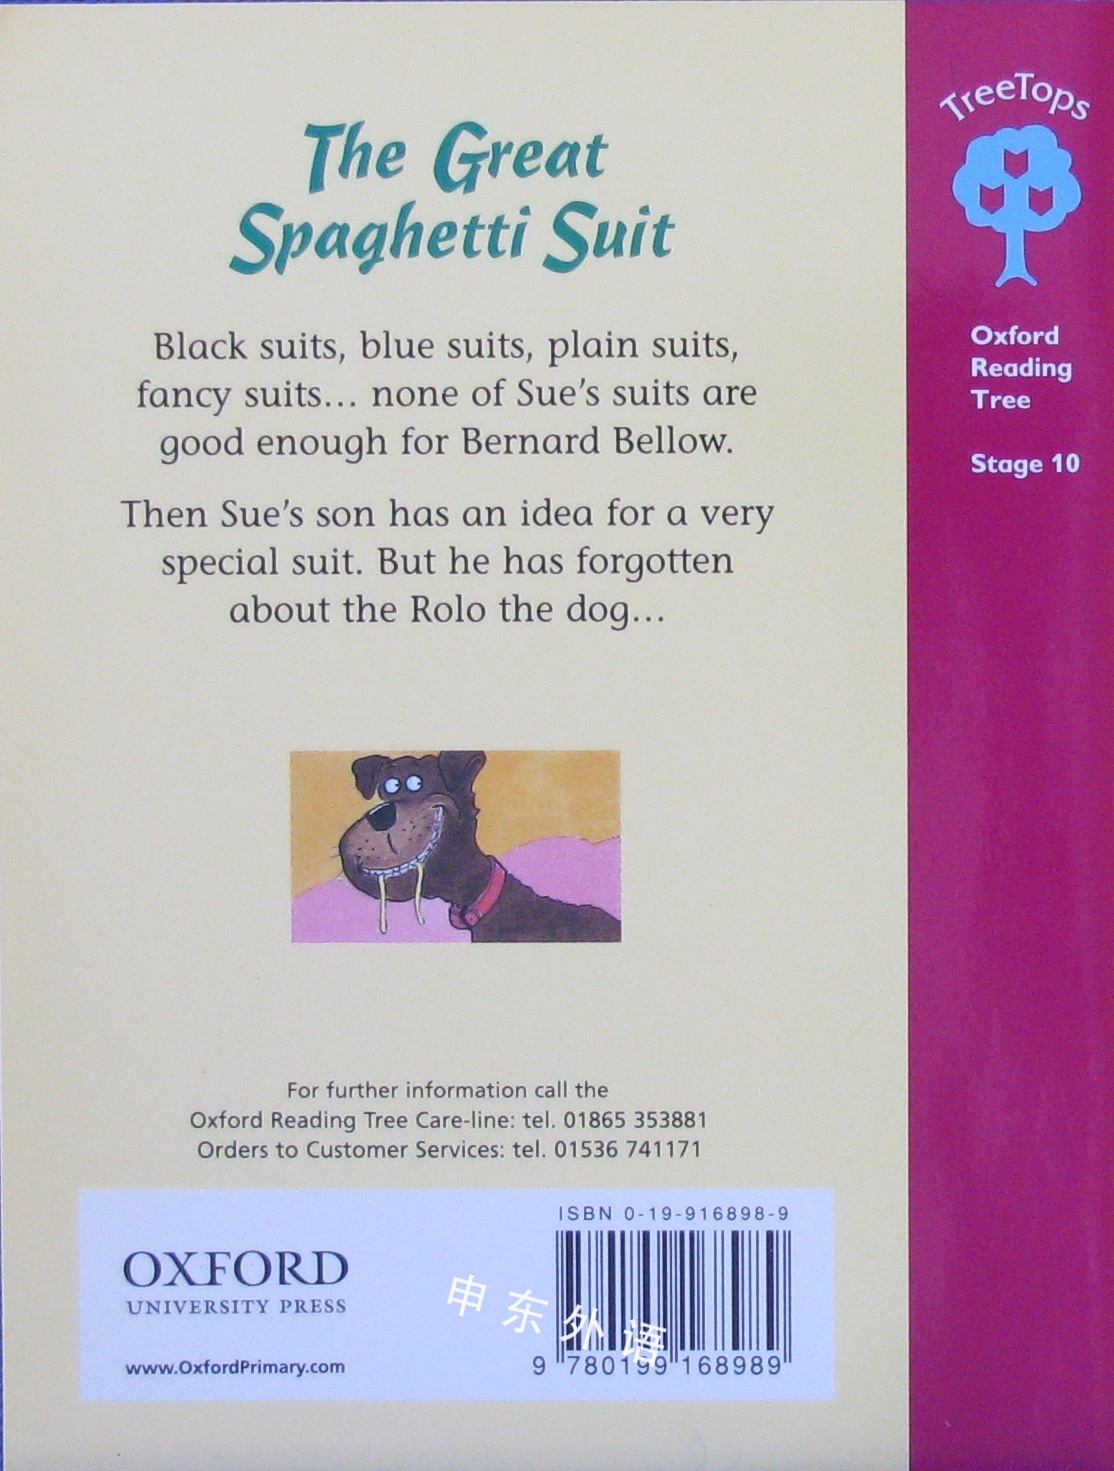 TreeTops
Oxford
Reading
Tree
Stage 10
The Great
Spaghetti Suit
Black suits, blue suits, plain suits,
fancy suits... none of Sue's suits are
good enough for Bernard Bellow.
Then Sue's son has an idea for a very
special suit. But he has forgotten
about the Rolo the dog...
For further information call the
Oxford Reading Tree Care-line: tel. 01865 353881
Orders to Customer Services: tel. 01536 741171
OXFORD
UNIVERSITY PRESS
www.OxfordPrimary.com
ISBN 0-19-916898-9
9 780199 168989
申东外语